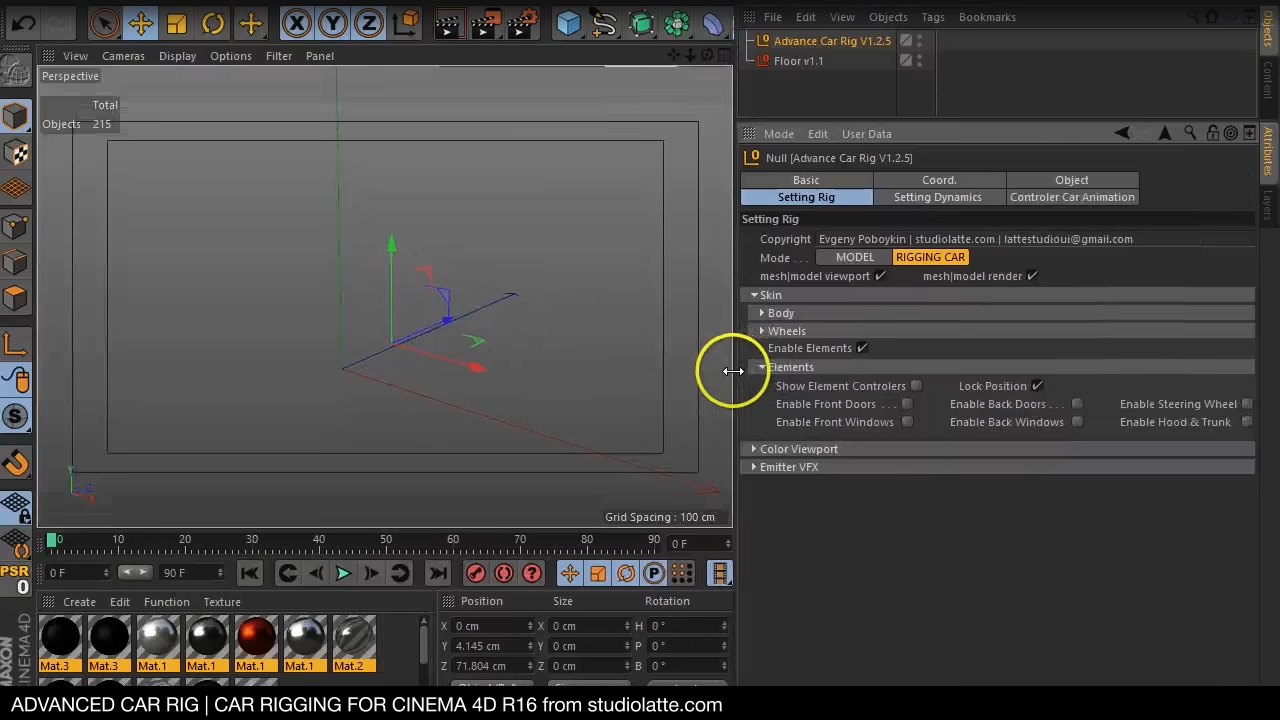 File Edit View Objects Tags Bookmarks
X Y Z
Advance Car Rig V1.2.5
Floor v1.1
View Cameras Display Options Filter Panel
Perspective
Total
Objects 215
Grid Spacing : 100 cm
Mode Edit User Data
Null [Advance Car Rig V1.2.5]
Basic Coord. Object
Setting Rig Setting Dynamics Controler Car Animation
Setting Rig
Copyright Evgeny Poboykin | studiolatte.com | lattestudioui@gmail.com
Mode . . . MODEL RIGGING CAR
mesh|model viewport mesh|model render
Skin
Body
Wheels
Enable Elements
Elements
Show Element Controlers Lock Position
Enable Front Doors . . . Enable Back Doors . . . Enable Steering Wheel
Enable Front Windows Enable Back Windows Enable Hood & Trunk
Color Viewport
Emitter VFX
Objects
Content
Attributes
Layers
0 10 20 30 40 50 60 70 80 90 0 F
0 F 90 F
PSR
0
Create Edit Function Texture
Mat.3 Mat.3 Mat.1 Mat.1 Mat.1 Mat.1 Mat.2
Position Size Rotation
X 0 cm X 0 cm H 0 °
Y 4.145 cm Y 0 cm P 0 °
Z 71.804 cm Z 0 cm B 0 °
MAXON
CINEMA 4D
ADVANCED CAR RIG | CAR RIGGING FOR CINEMA 4D R16 from studiolatte.com